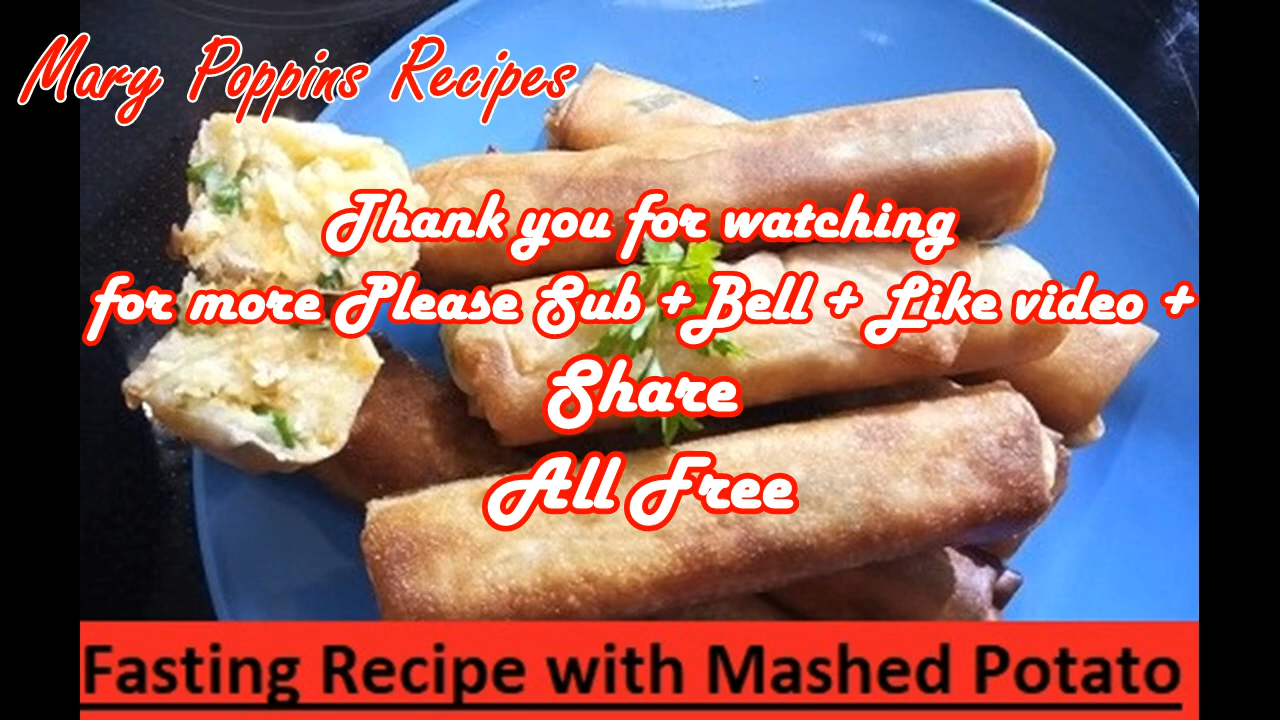 Mary Poppins Recipes
Thank you for watching
for more Please Sub + Bell + Like video +
Share
All Free
Fasting Recipe with Mashed Potato